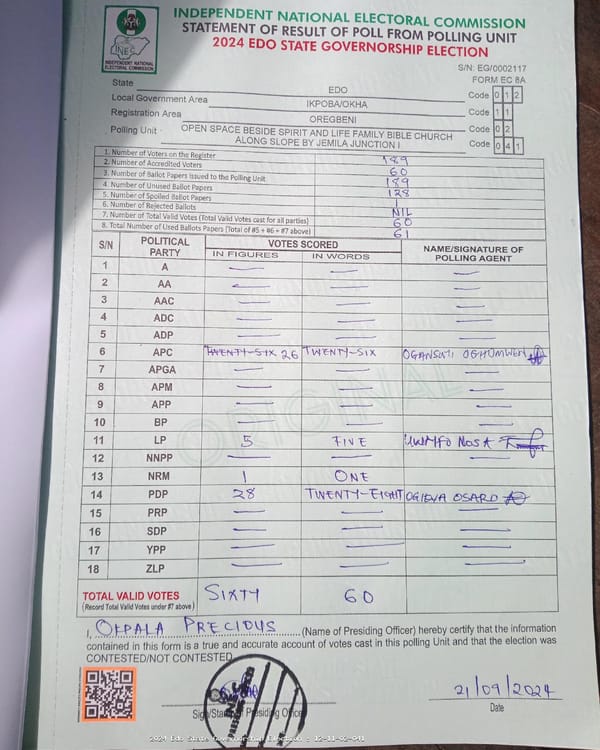 INDEPENDENT NATIONAL ELECTORAL COMMISSION
STATEMENT OF RESULT OF POLL FROM POLLING UNIT
2024 EDO STATE GOVERNORSHIP ELECTION
INEC
INDEPENDENT NATIONAL ELECTORAL COMMISSION
S/N: EG/0002117
FORM EC 8A
State EDO Code 0 1 2
Local Government Area IKPOBA/OKHA Code 1 1
Registration Area OREGBENI Code 0 2
Polling Unit OPEN SPACE BESIDE SPIRIT AND LIFE FAMILY BIBLE CHURCH
ALONG SLOPE BY JEMILA JUNCTION I Code 0 4 1
1. Number of Voters on the Register 189
2. Number of Accredited Voters 60
3. Number of Ballot Papers Issued to the Polling Unit 189
4. Number of Unused Ballot Papers 128
5. Number of Spoiled Ballot Papers 1
6. Number of Rejected Ballots NIL
7. Number of Total Valid Votes (Total Valid Votes cast for all parties) 60
8. Total Number of Used Ballots Papers (Total of #5 + #6 + #7 above) 61
S/N POLITICAL PARTY VOTES SCORED NAME/SIGNATURE OF POLLING AGENT
IN FIGURES IN WORDS
1 A — — —
2 AA — — —
3 AAC — — —
4 ADC — — —
5 ADP — — —
6 APC TWENTY-SIX 26 TWENTY-SIX OGHOMWEN
7 APGA — — —
8 APM — — —
9 APP — — —
10 BP — — —
11 LP 5 FIVE NOSA
12 NNPP — — —
13 NRM 1 ONE
14 PDP 28 TWENTY-EIGHT
15 PRP — — —
16 SDP — — —
17 YPP — — —
18 ZLP — — —
ORIGINAL
TOTAL VALID VOTES SIXTY 60
(Record Total Valid Votes under #7 above)
I, OKPALA PRECIOUS (Name of Presiding Officer) hereby certify that the information
contained in this form is a true and accurate account of votes cast in this polling Unit and that the election was
CONTESTED/NOT CONTESTED
21/09/2024
Sign/Stamp of Presiding Officer
Date
2024 Edo State Governorship Election : 12-11-02-041